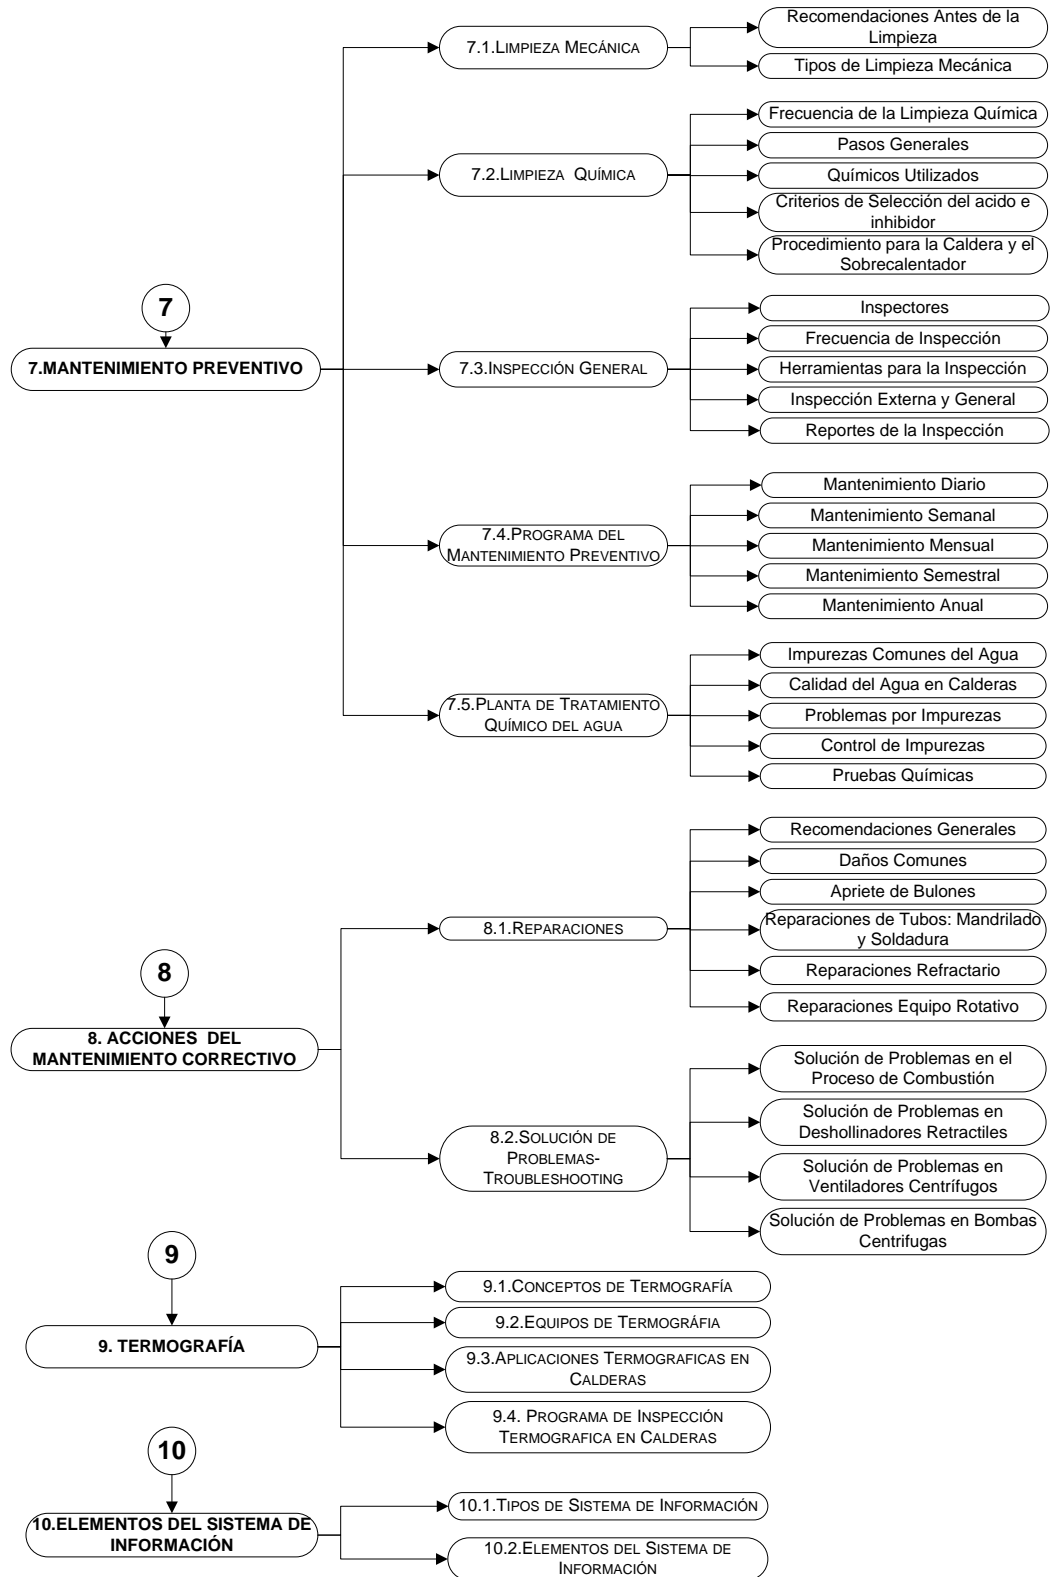 7
7.MANTENIMIENTO PREVENTIVO
7.1.LIMPIEZA MECÁNICA
Recomendaciones Antes de la
Limpieza
Tipos de Limpieza Mecánica
7.2.LIMPIEZA QUÍMICA
Frecuencia de la Limpieza Química
Pasos Generales
Químicos Utilizados
Criterios de Selección del acido e
inhibidor
Procedimiento para la Caldera y el
Sobrecalentador
7.3.INSPECCIÓN GENERAL
Inspectores
Frecuencia de Inspección
Herramientas para la Inspección
Inspección Externa y General
Reportes de la Inspección
7.4.PROGRAMA DEL
MANTENIMIENTO PREVENTIVO
Mantenimiento Diario
Mantenimiento Semanal
Mantenimiento Mensual
Mantenimiento Semestral
Mantenimiento Anual
7.5.PLANTA DE TRATAMIENTO
QUÍMICO DEL AGUA
Impurezas Comunes del Agua
Calidad del Agua en Calderas
Problemas por Impurezas
Control de Impurezas
Pruebas Químicas
8
8. ACCIONES DEL
MANTENIMIENTO CORRECTIVO
8.1.REPARACIONES
Recomendaciones Generales
Daños Comunes
Apriete de Bulones
Reparaciones de Tubos: Mandrilado
y Soldadura
Reparaciones Refractario
Reparaciones Equipo Rotativo
8.2.SOLUCIÓN DE
PROBLEMAS-
TROUBLESHOOTING
Solución de Problemas en el
Proceso de Combustión
Solución de Problemas en
Deshollinadores Retractiles
Solución de Problemas en
Ventiladores Centrífugos
Solución de Problemas en Bombas
Centrifugas
9
9. TERMOGRAFÍA
9.1.CONCEPTOS DE TERMOGRAFÍA
9.2.EQUIPOS DE TERMOGRÁFIA
9.3.APLICACIONES TERMOGRAFICAS EN
CALDERAS
9.4. PROGRAMA DE INSPECCIÓN
TERMOGRAFICA EN CALDERAS
10
10.ELEMENTOS DEL SISTEMA DE
INFORMACIÓN
10.1.TIPOS DE SISTEMA DE INFORMACIÓN
10.2.ELEMENTOS DEL SISTEMA DE
INFORMACIÓN